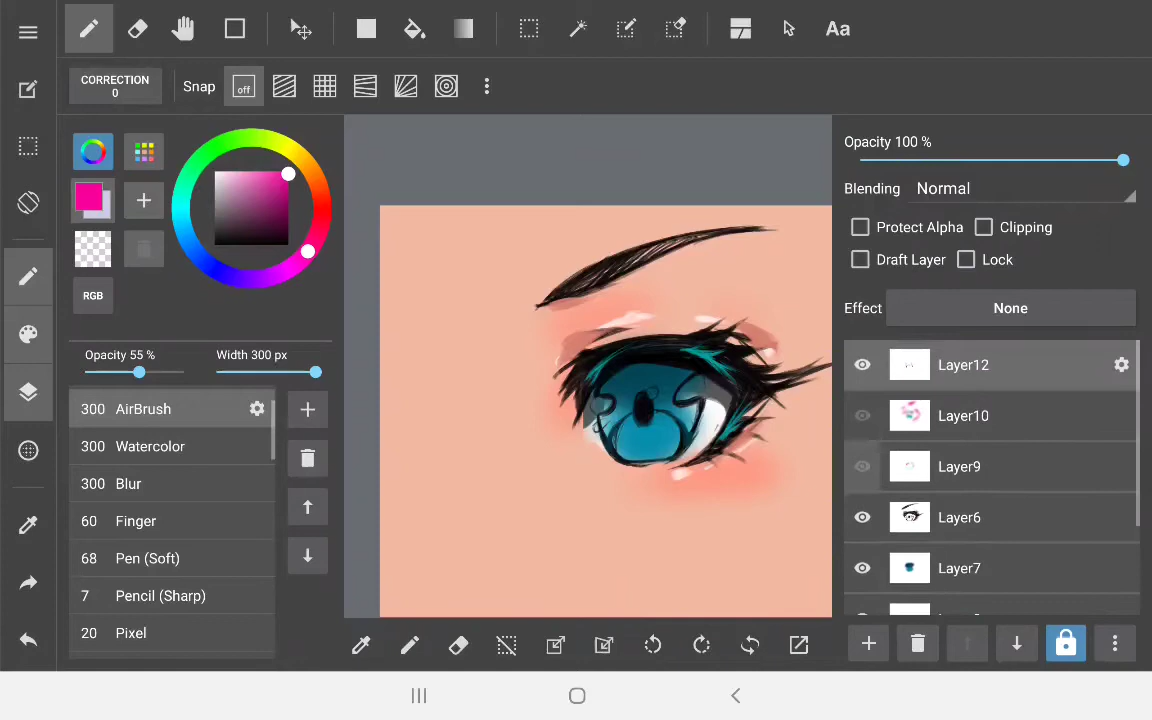 Aa
CORRECTION
0
Snap
off
RGB
Opacity 55 %
Width 300 px
300 AirBrush
300 Watercolor
300 Blur
60 Finger
68 Pen (Soft)
7 Pencil (Sharp)
20 Pixel
Opacity 100 %
Blending Normal
Protect Alpha
Clipping
Draft Layer
Lock
Effect None
Layer12
Layer10
Layer9
Layer6
Layer7